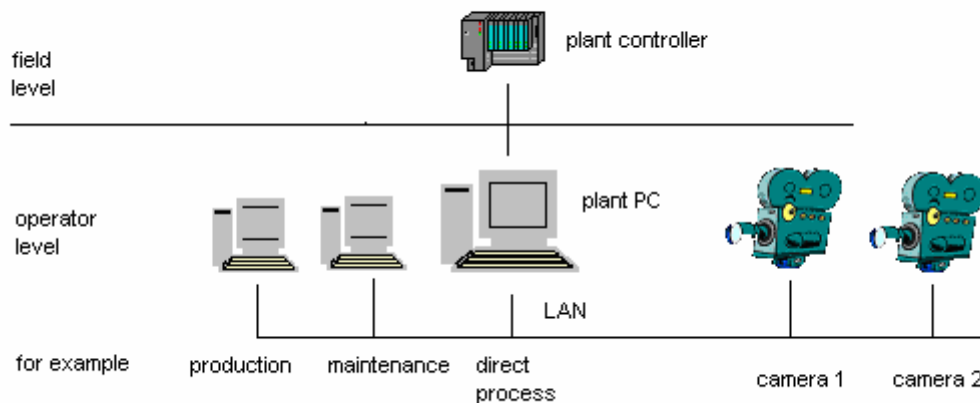 plant controller
field
level
plant PC
operator
level
LAN
for example
production
maintenance
direct
process
camera 1
camera 2